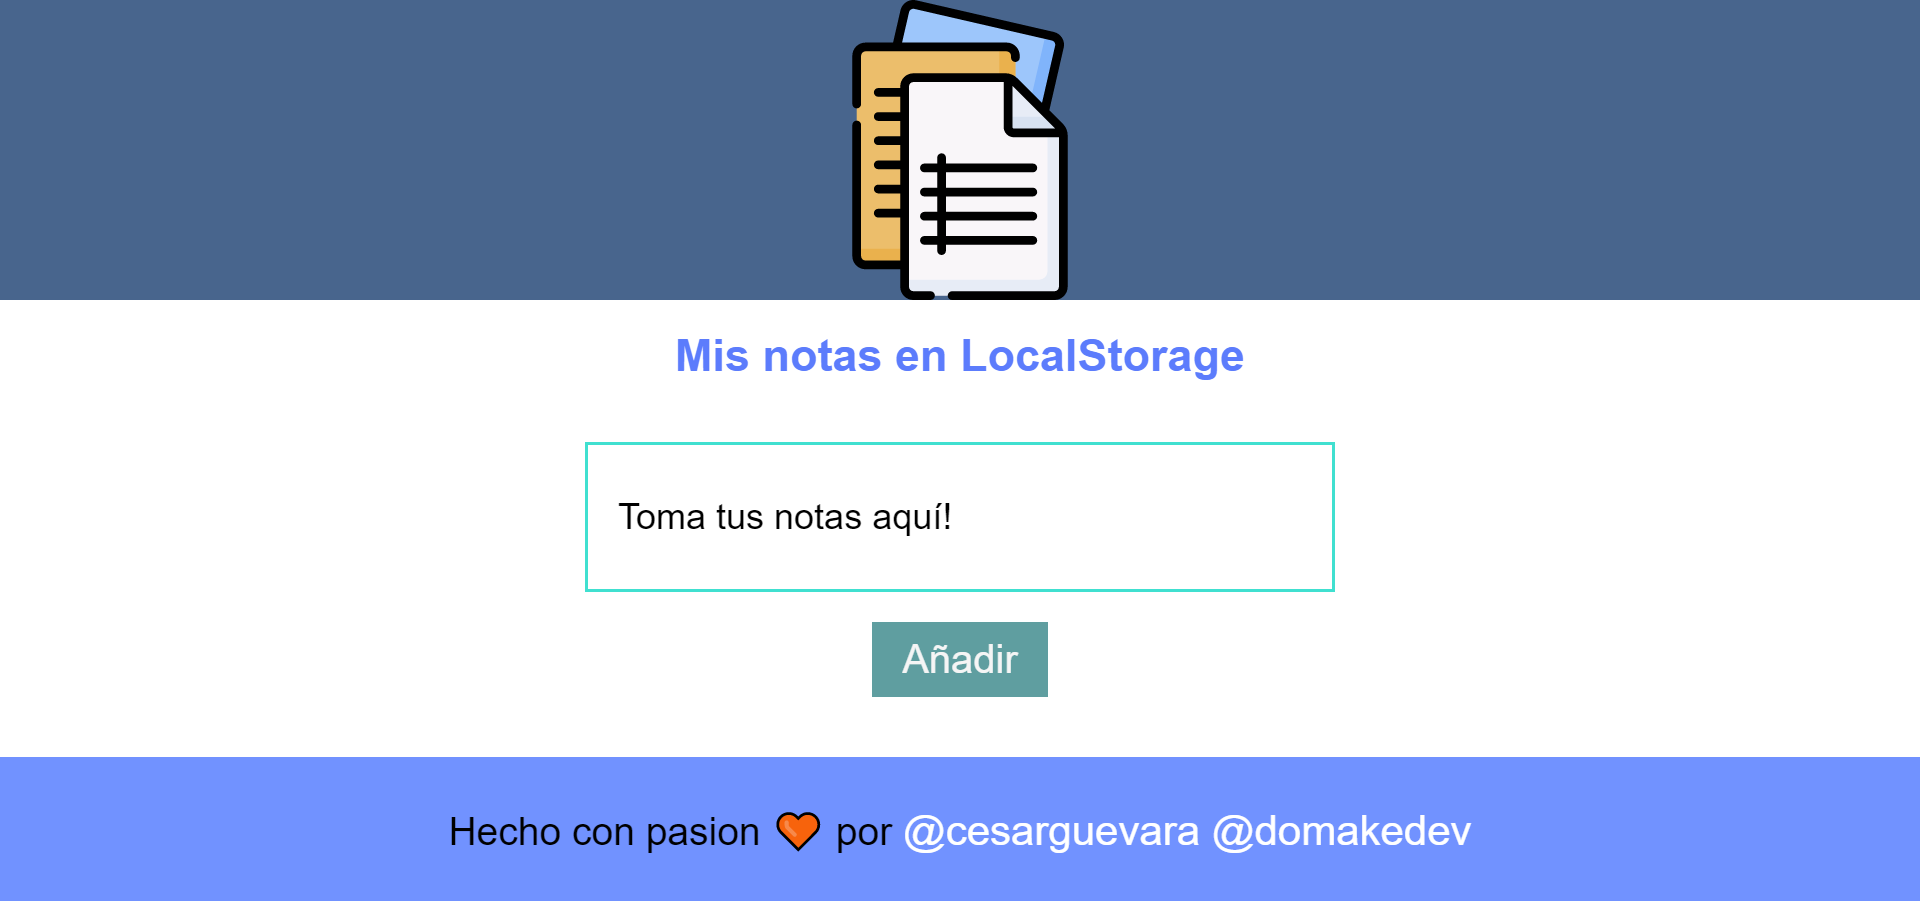 Mis notas en LocalStorage
Toma tus notas aquí!
Añadir
Hecho con pasion 🧡 por @cesarguevara @domakedev